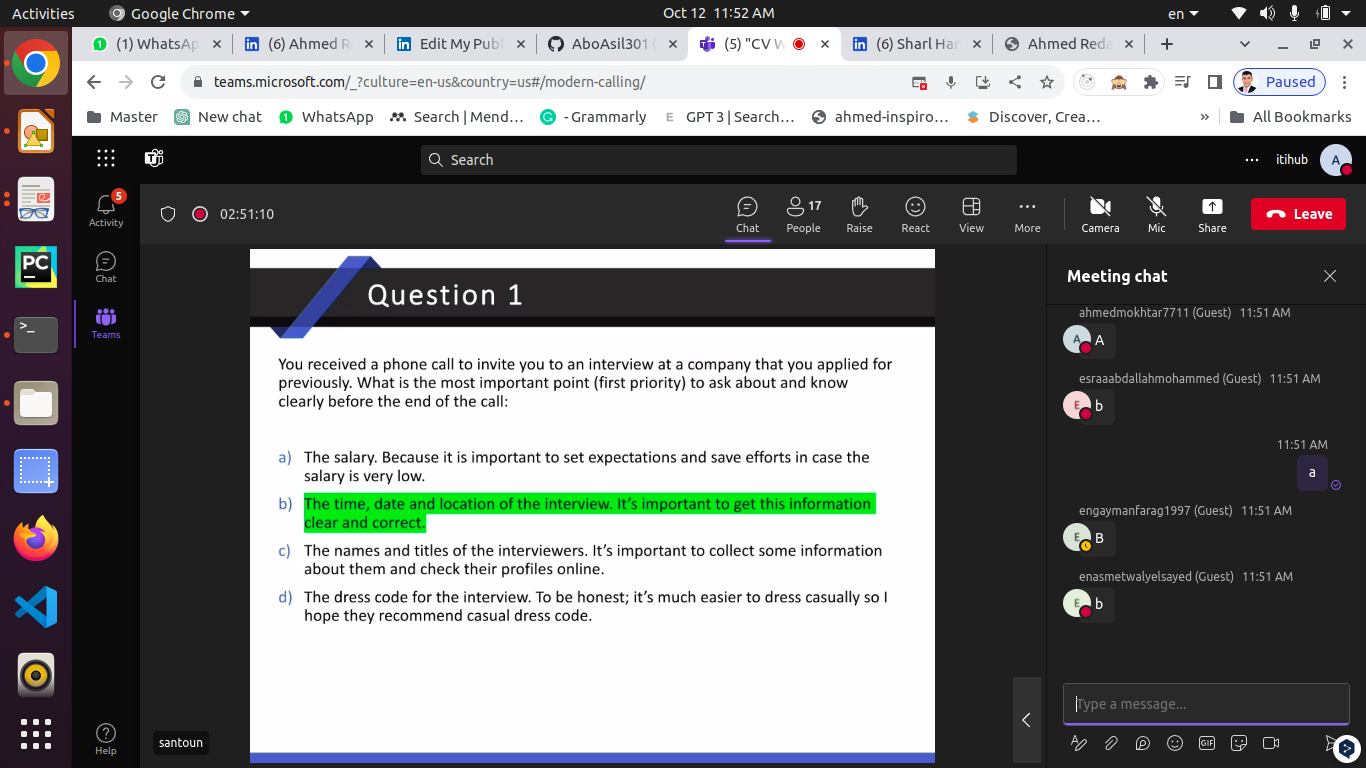 Activities
Google Chrome
Oct 12 11:52 AM
en
(1) WhatsAp
(6) Ahmed R
Edit My Publ
AboAsil301
(5) "CV W
(6) Sharl Han
Ahmed Reda
teams.microsoft.com/_?culture=en-us&country=us#/modern-calling/
Paused
Master
New chat
WhatsApp
Search | Mend…
- Grammarly
GPT 3 | Search…
ahmed-inspiro…
Discover, Crea…
»
All Bookmarks
Search
itihub
A
5
Activity
Chat
Teams
Help
02:51:10
Chat
17
People
Raise
React
View
More
Camera
Mic
Share
Leave
Question 1
You received a phone call to invite you to an interview at a company that you applied for
previously. What is the most important point (first priority) to ask about and know
clearly before the end of the call:
a) The salary. Because it is important to set expectations and save efforts in case the
salary is very low.
b) The time, date and location of the interview. It's important to get this information
clear and correct.
c) The names and titles of the interviewers. It's important to collect some information
about them and check their profiles online.
d) The dress code for the interview. To be honest; it's much easier to dress casually so I
hope they recommend casual dress code.
santoun
Meeting chat
ahmedmokhtar7711 (Guest) 11:51 AM
A
A
esraaabdallahmohammed (Guest) 11:51 AM
E
b
11:51 AM
a
engaymanfarag1997 (Guest) 11:51 AM
E
B
enasmetwalyelsayed (Guest) 11:51 AM
E
b
Type a message...
GIF
PC
>_